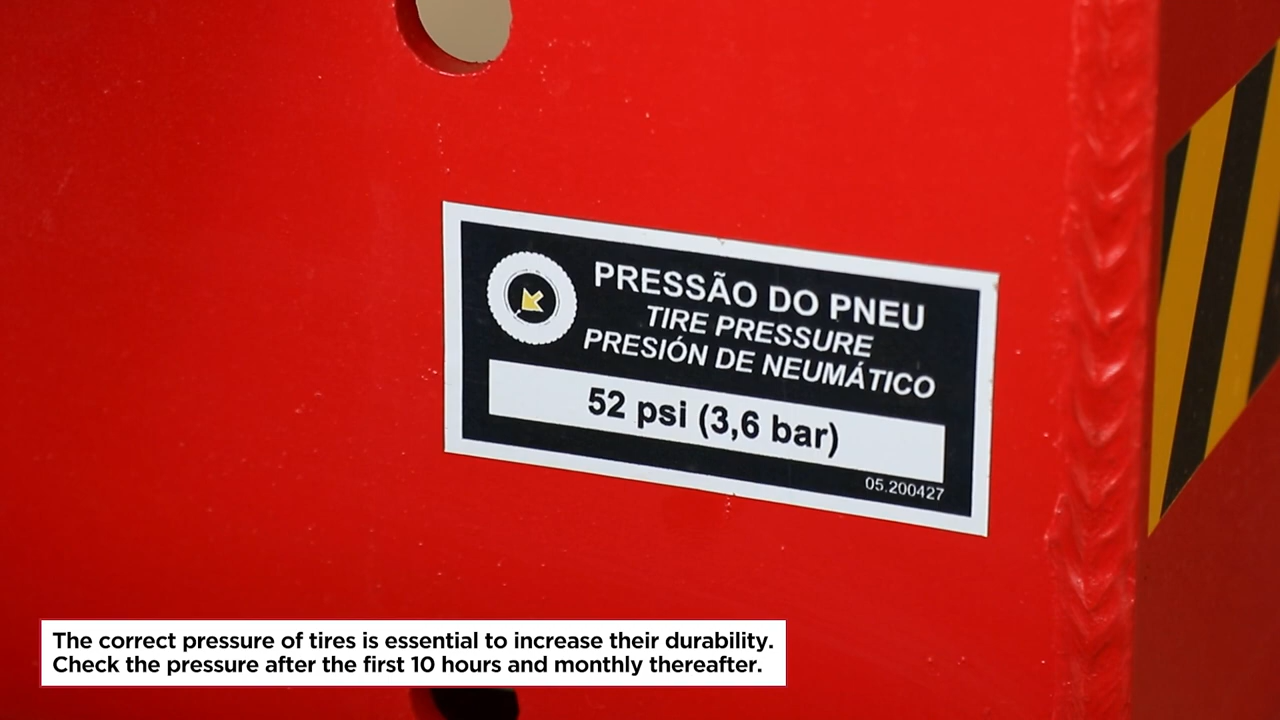 PRESSÃO DO PNEU
TIRE PRESSURE
PRESIÓN DE NEUMÁTICO
52 psi (3,6 bar)
05.200427
The correct pressure of tires is essential to increase their durability.
Check the pressure after the first 10 hours and monthly thereafter.